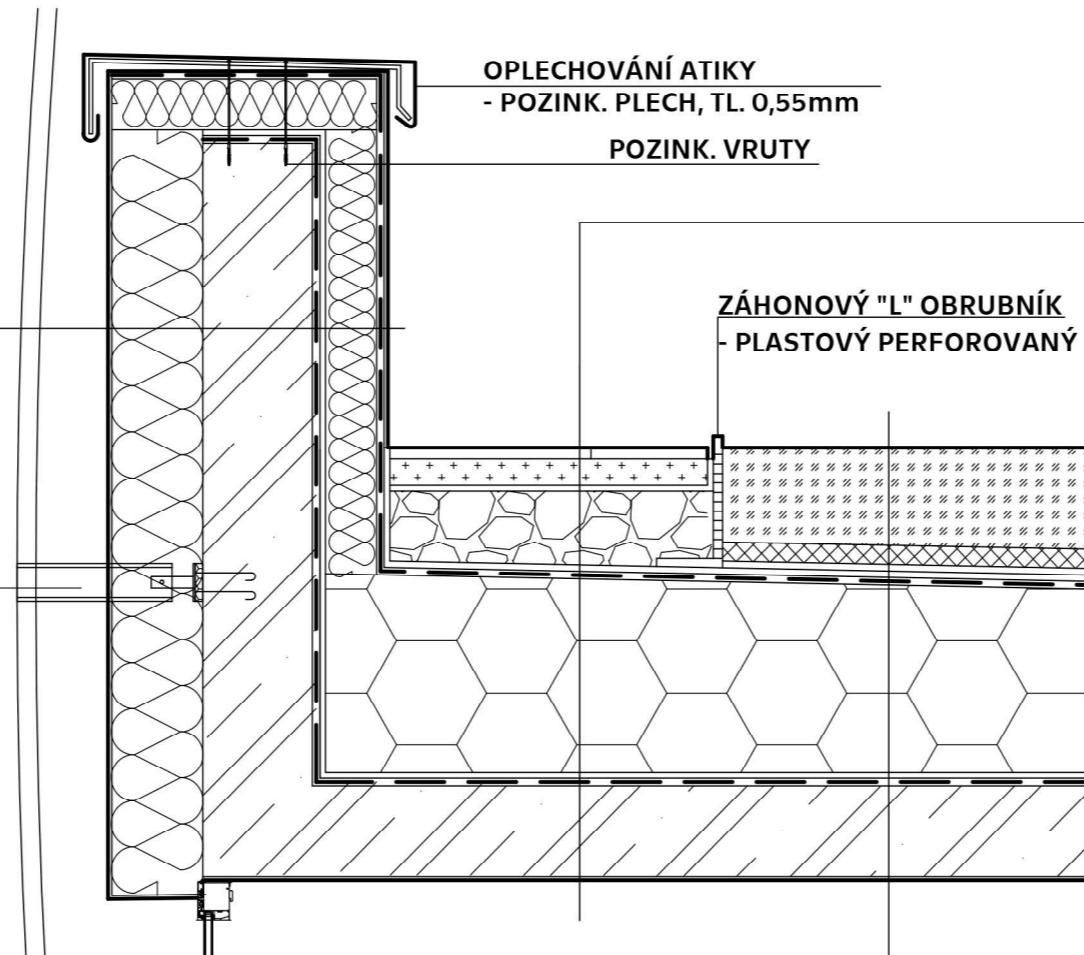 OPLECHOVÁNÍ ATIKY
- POZINK. PLECH, TL. 0,55mm
POZINK. VRUTY
ZÁHONOVÝ "L" OBRUBNÍK
- PLASTOVÝ PERFOROVANÝ